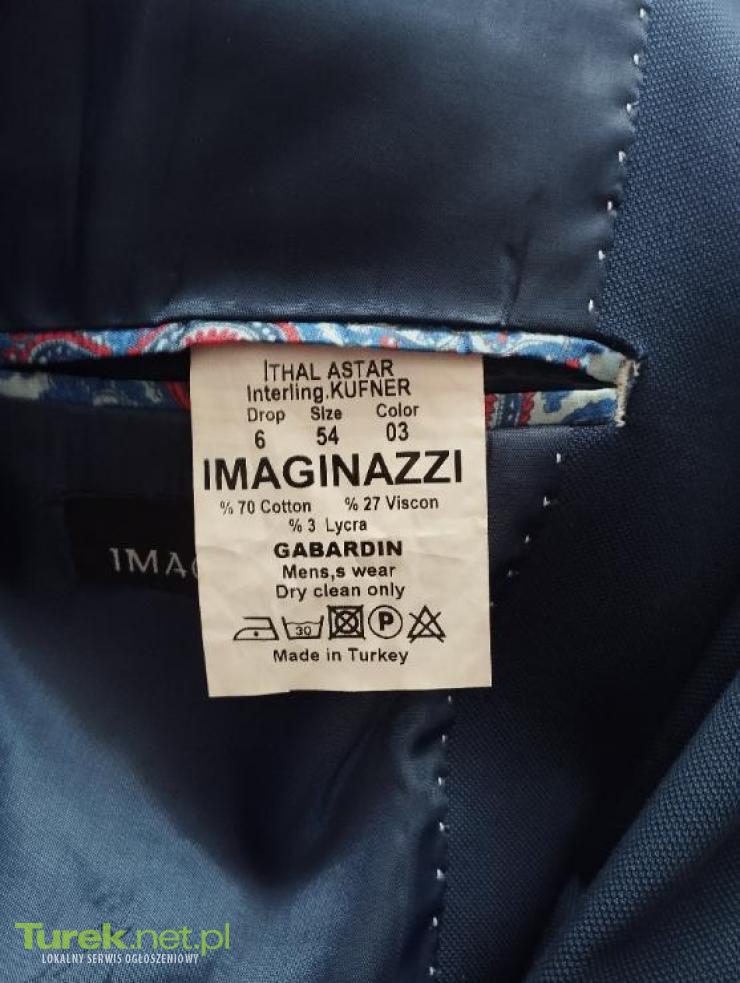 ITHAL ASTAR
Interling.KUFNER
Drop Size Color
6 54 03
IMAGINAZZI
% 70 Cotton % 27 Viscon
% 3 Lycra
GABARDIN
Mens,s wear
Dry clean only
30 P
Made in Turkey
IMAG
Turek.net.pl
LOKALNY SERWIS OGŁOSZENIOWY